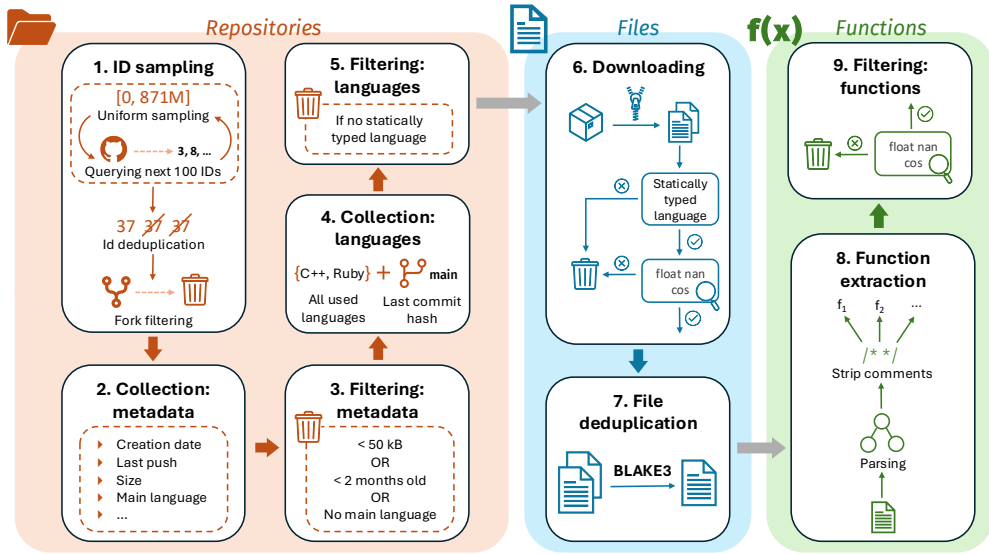 Repositories
1. ID sampling
[0, 871M]
Uniform sampling
3, 8, ...
Querying next 100 IDs
37 37 37
Id deduplication
Fork filtering
2. Collection:
metadata
Creation date
Last push
Size
Main language
...
3. Filtering:
metadata
< 50 kB
OR
< 2 months old
OR
No main language
4. Collection:
languages
{C++, Ruby} + main
All used
languages
Last commit
hash
5. Filtering:
languages
If no statically
typed language
Files
6. Downloading
Statically
typed
language
float nan
cos
7. File
deduplication
BLAKE3
f(x) Functions
8. Function
extraction
f1 f2 ...
/* */
Strip comments
Parsing
9. Filtering:
functions
float nan
cos